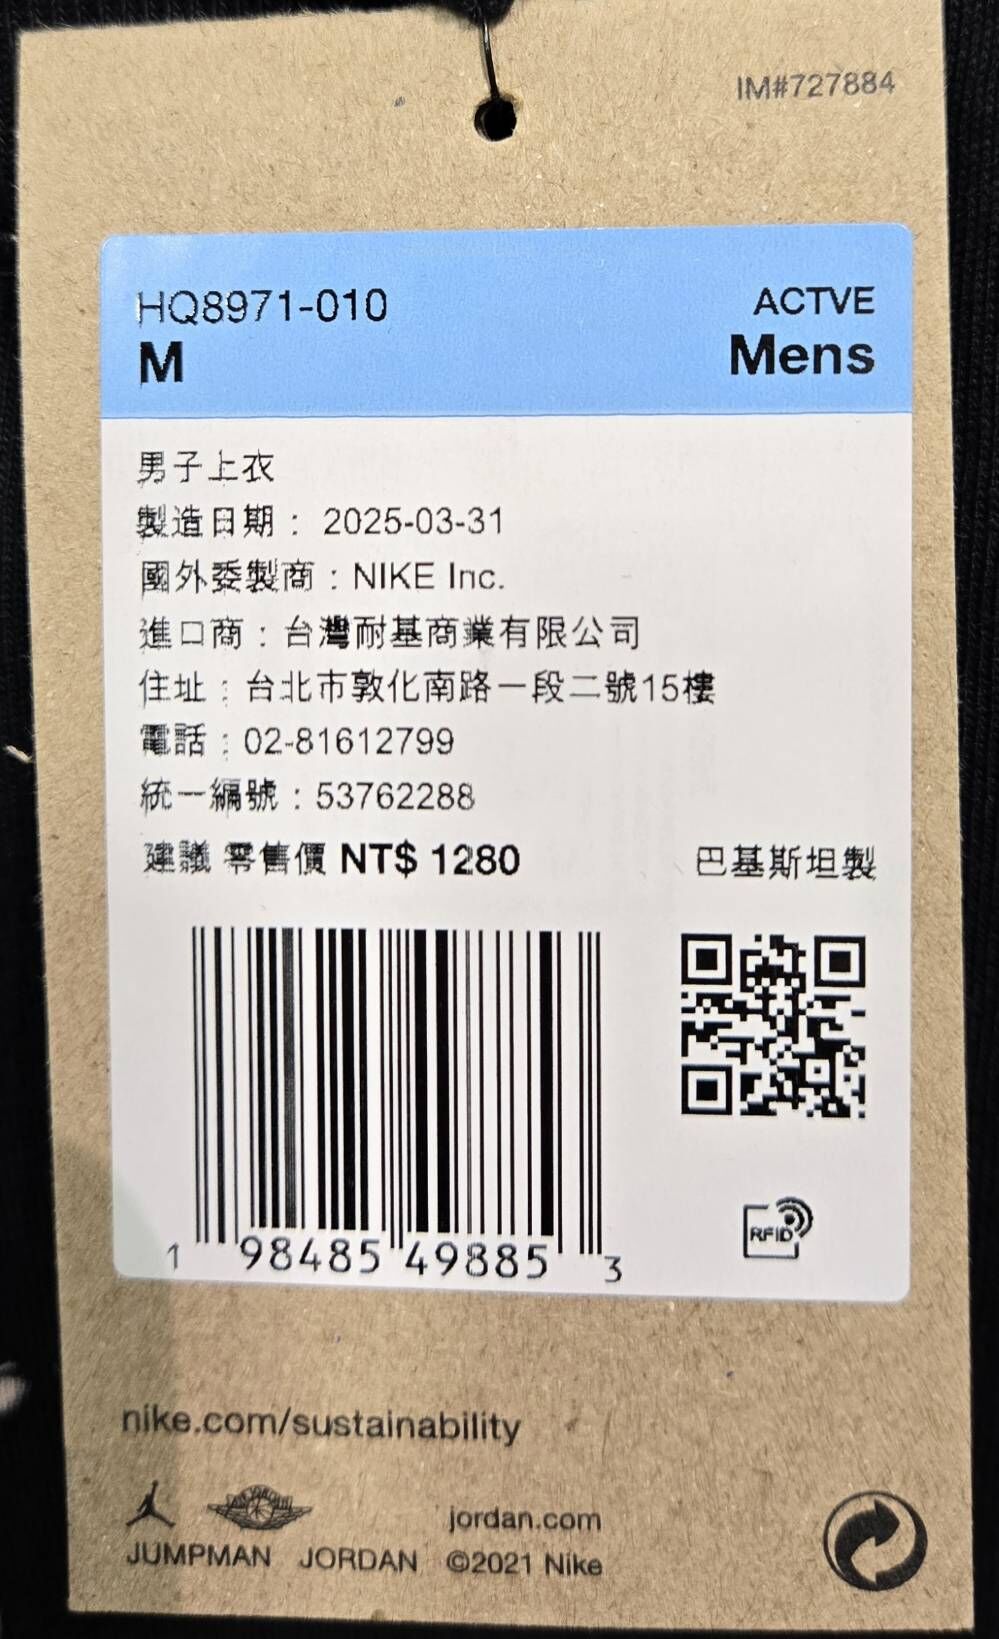 IM#727884
HQ8971-010
ACTVE
M
Mens
男子上衣
製造日期： 2025-03-31
國外委製商：NIKE Inc.
進口商：台灣耐基商業有限公司
住址：台北市敦化南路一段二號15樓
電話：02-81612799
統一編號：53762288
建議 零售價 NT$ 1280
巴基斯坦製
RFID
1 98485 49885 3
nike.com/sustainability
jordan.com
JUMPMAN JORDAN ©2021 Nike